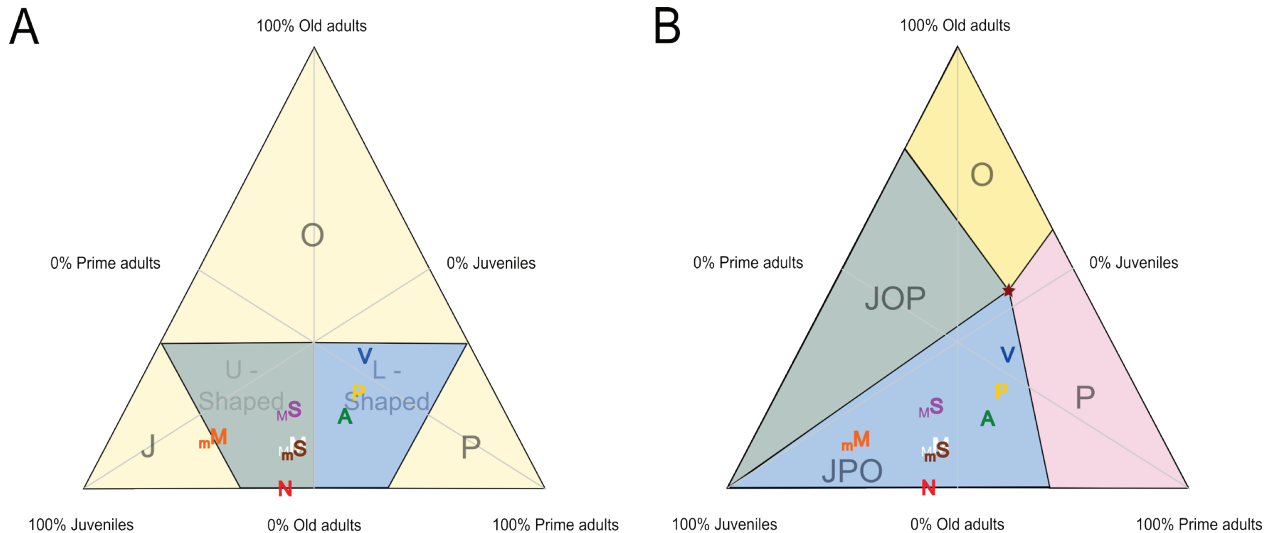 A
100% Old adults
O
0% Prime adults
0% Juveniles
U -
Shaped
L -
Shaped
V
P
A
MS
mM
MM
mS
J
P
N
100% Juveniles
0% Old adults
100% Prime adults
B
100% Old adults
O
0% Prime adults
0% Juveniles
JOP
V
P
P
MS
A
mM
MM
mS
JPO
N
100% Juveniles
0% Old adults
100% Prime adults